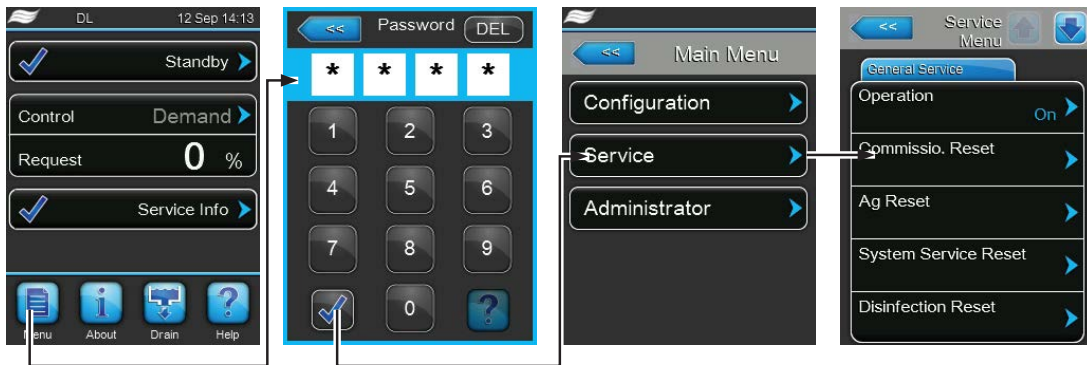 DL 12 Sep 14:13
Standby
Control Demand
Request 0 %
Service Info
Menu About Drain Help
<< Password DEL
* * * *
1 2 3
4 5 6
7 8 9
0 ?
<< Main Menu
Configuration
Service
Administrator
<< Service
Menu
General Service
Operation
On
Commissio. Reset
Ag Reset
System Service Reset
Disinfection Reset